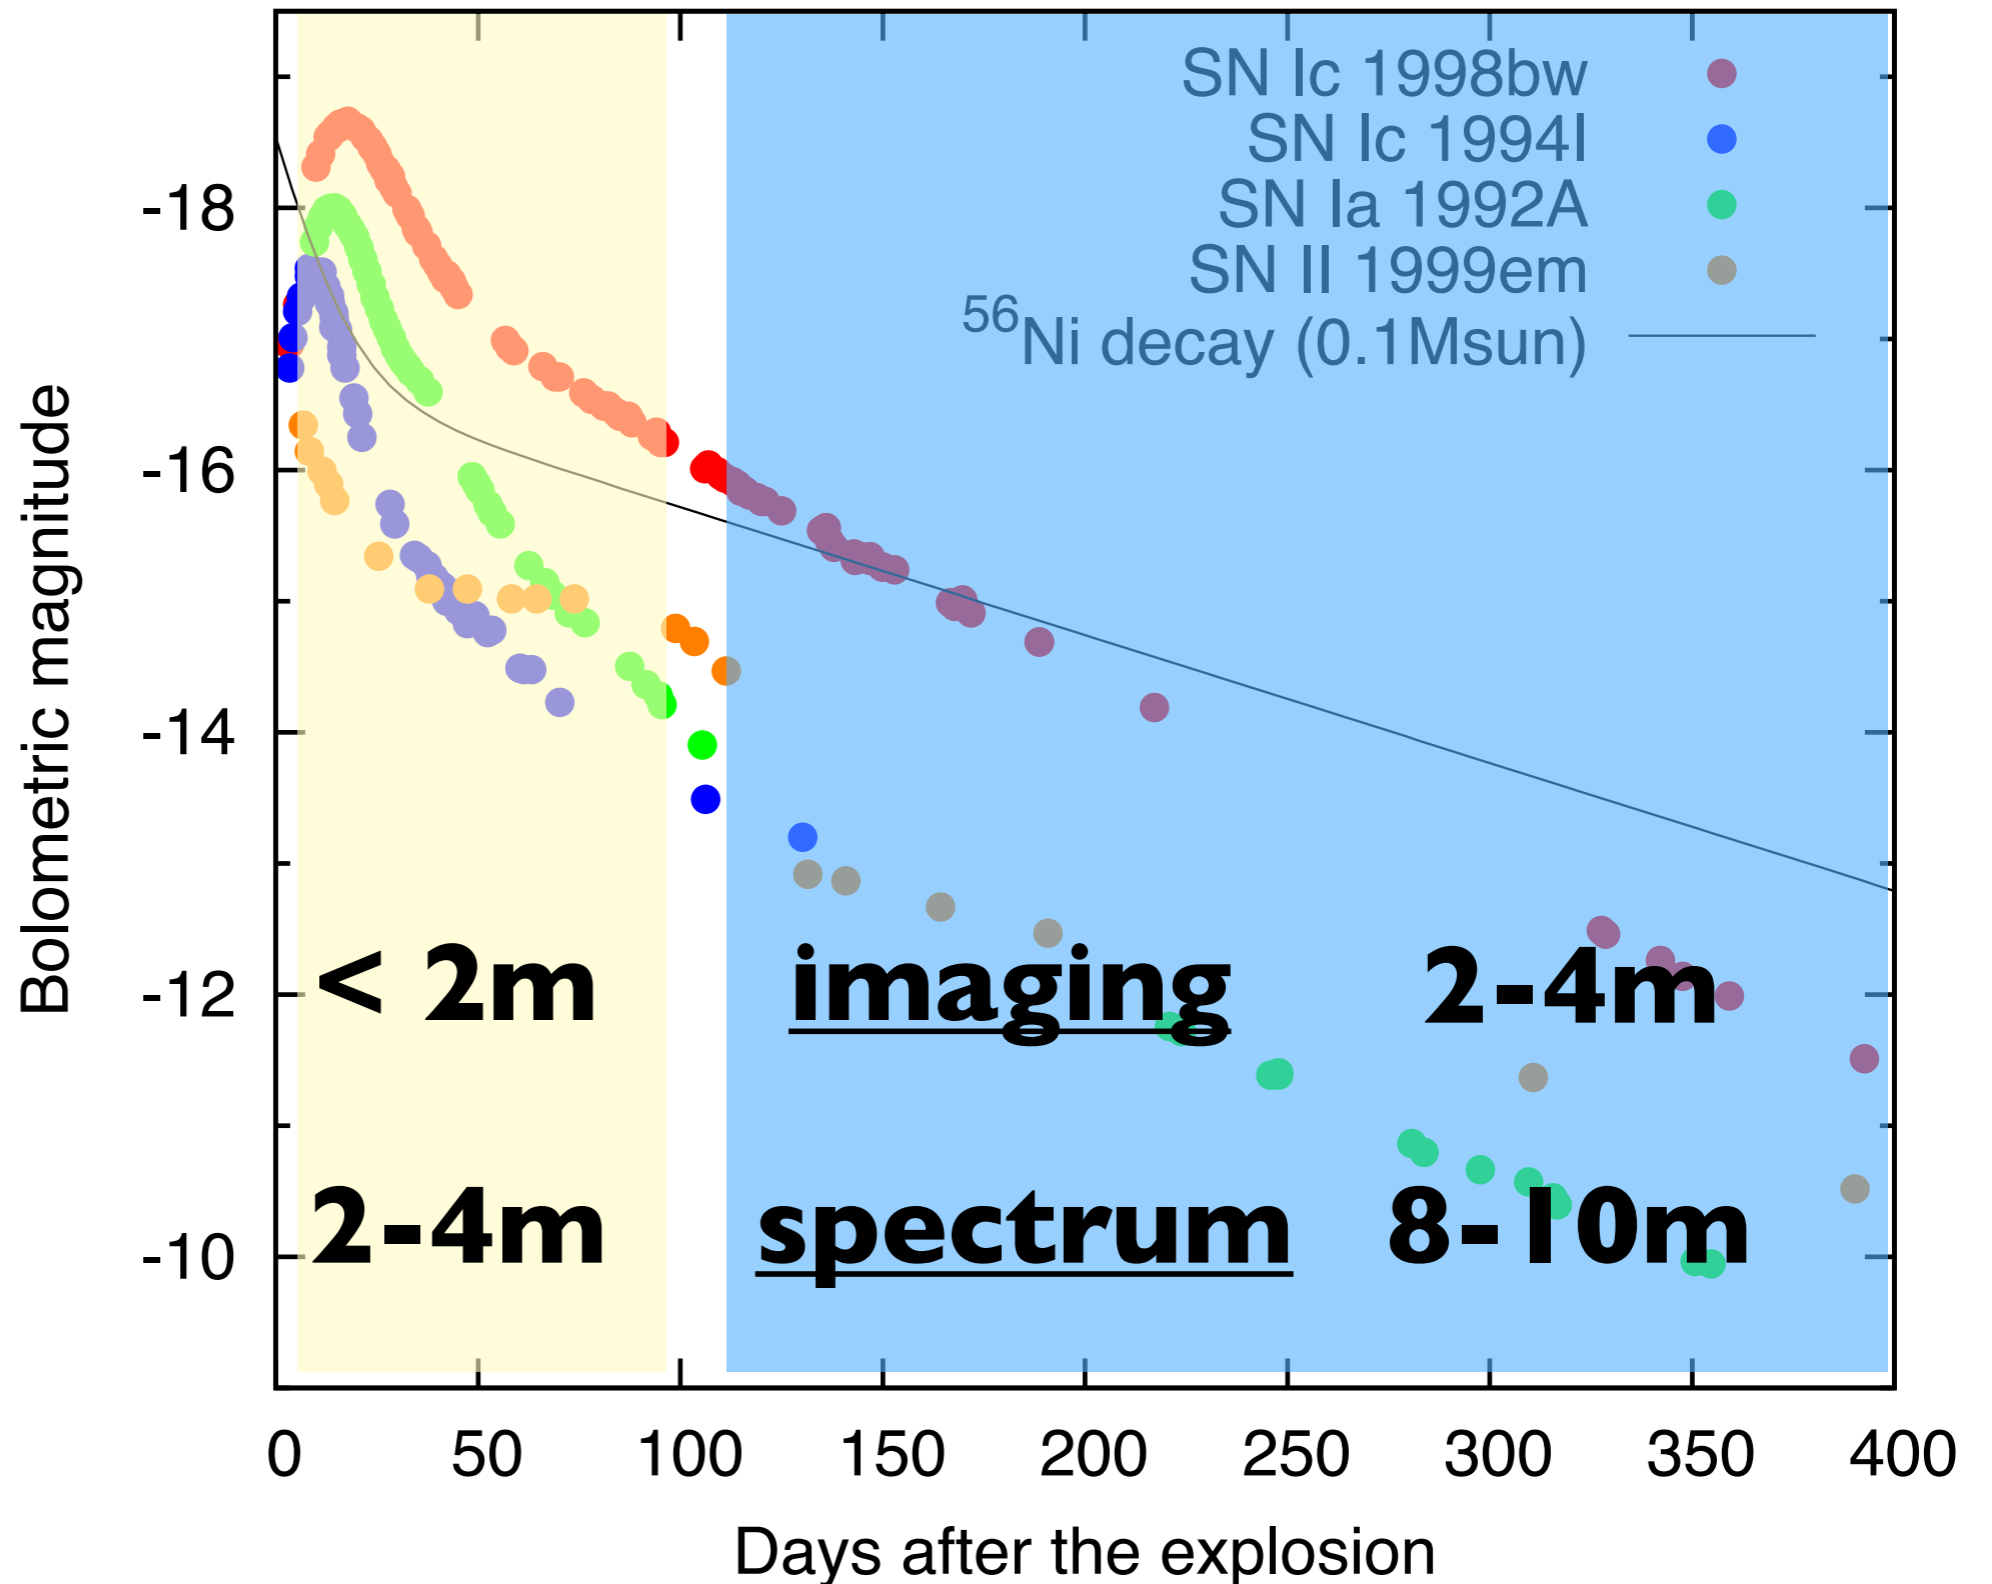 SN Ic 1998bw
SN Ic 1994I
SN Ia 1992A
SN II 1999em
56Ni decay (0.1Msun)
Bolometric magnitude
-18
-16
-14
-12
-10
< 2m imaging 2-4m
2-4m spectrum 8-10m
0 50 100 150 200 250 300 350 400
Days after the explosion